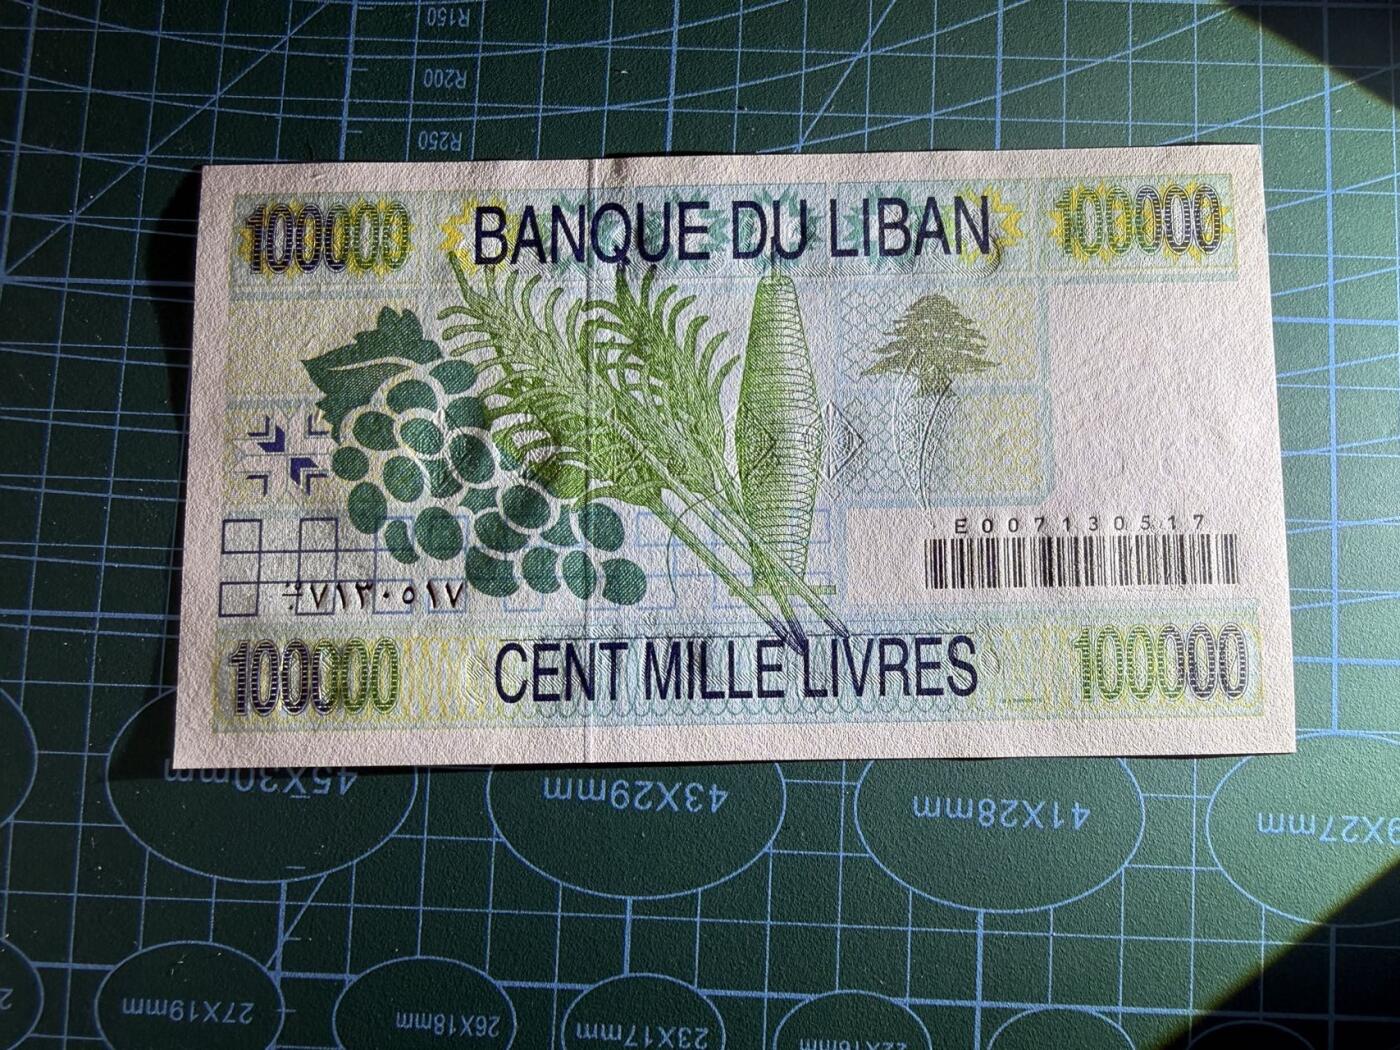 R150
R200
R250
100000 BANQUE DU LIBAN 100000
E007130517
٧١٣٠٥١٧
100000 CENT MILLE LIVRES 100000
45X30mm 43X29mm 41X28mm
27X19mm 26X18mm 23X17mm